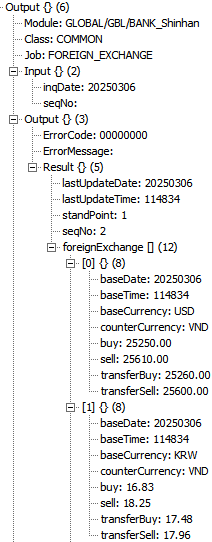 Output {} (6)
Module: GLOBAL/GBL/BANK_Shinhan
Class: COMMON
Job: FOREIGN_EXCHANGE
Input {} (2)
inqDate: 20250306
seqNo:
Output {} (3)
ErrorCode: 00000000
ErrorMessage:
Result {} (5)
lastUpdateDate: 20250306
lastUpdateTime: 114834
standPoint: 1
seqNo: 2
foreignExchange [] (12)
[0] {} (8)
baseDate: 20250306
baseTime: 114834
baseCurrency: USD
counterCurrency: VND
buy: 25250.00
sell: 25610.00
transferBuy: 25260.00
transferSell: 25600.00
[1] {} (8)
baseDate: 20250306
baseTime: 114834
baseCurrency: KRW
counterCurrency: VND
buy: 16.83
sell: 18.25
transferBuy: 17.48
transferSell: 17.96